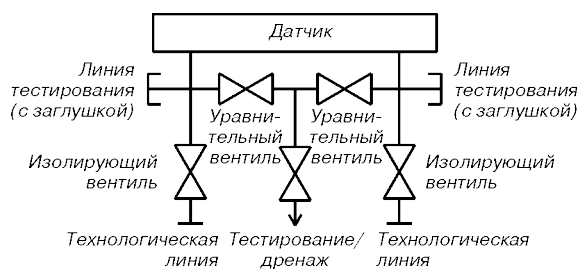 Датчик
Линия
тестирования
(с заглушкой)
Линия
тестирования
(с заглушкой)
Уравни-
тельный
вентиль
Уравни-
тельный
вентиль
Изолирующий
вентиль
Изолирующий
вентиль
Технологическая
линия
Тестирование/
дренаж
Технологическая
линия